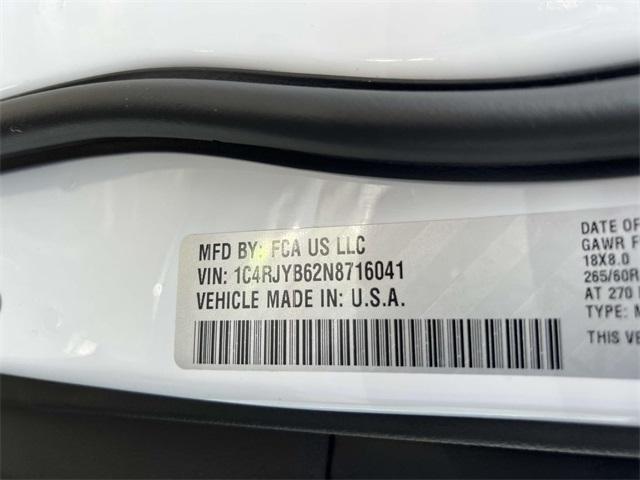 MFD BY: FCA US LLC
VIN: 1C4RJYB62N8716041
VEHICLE MADE IN: U.S.A.
DATE OF
GAWR F
18X8.0
265/60R
AT 270
TYPE:
THIS VE